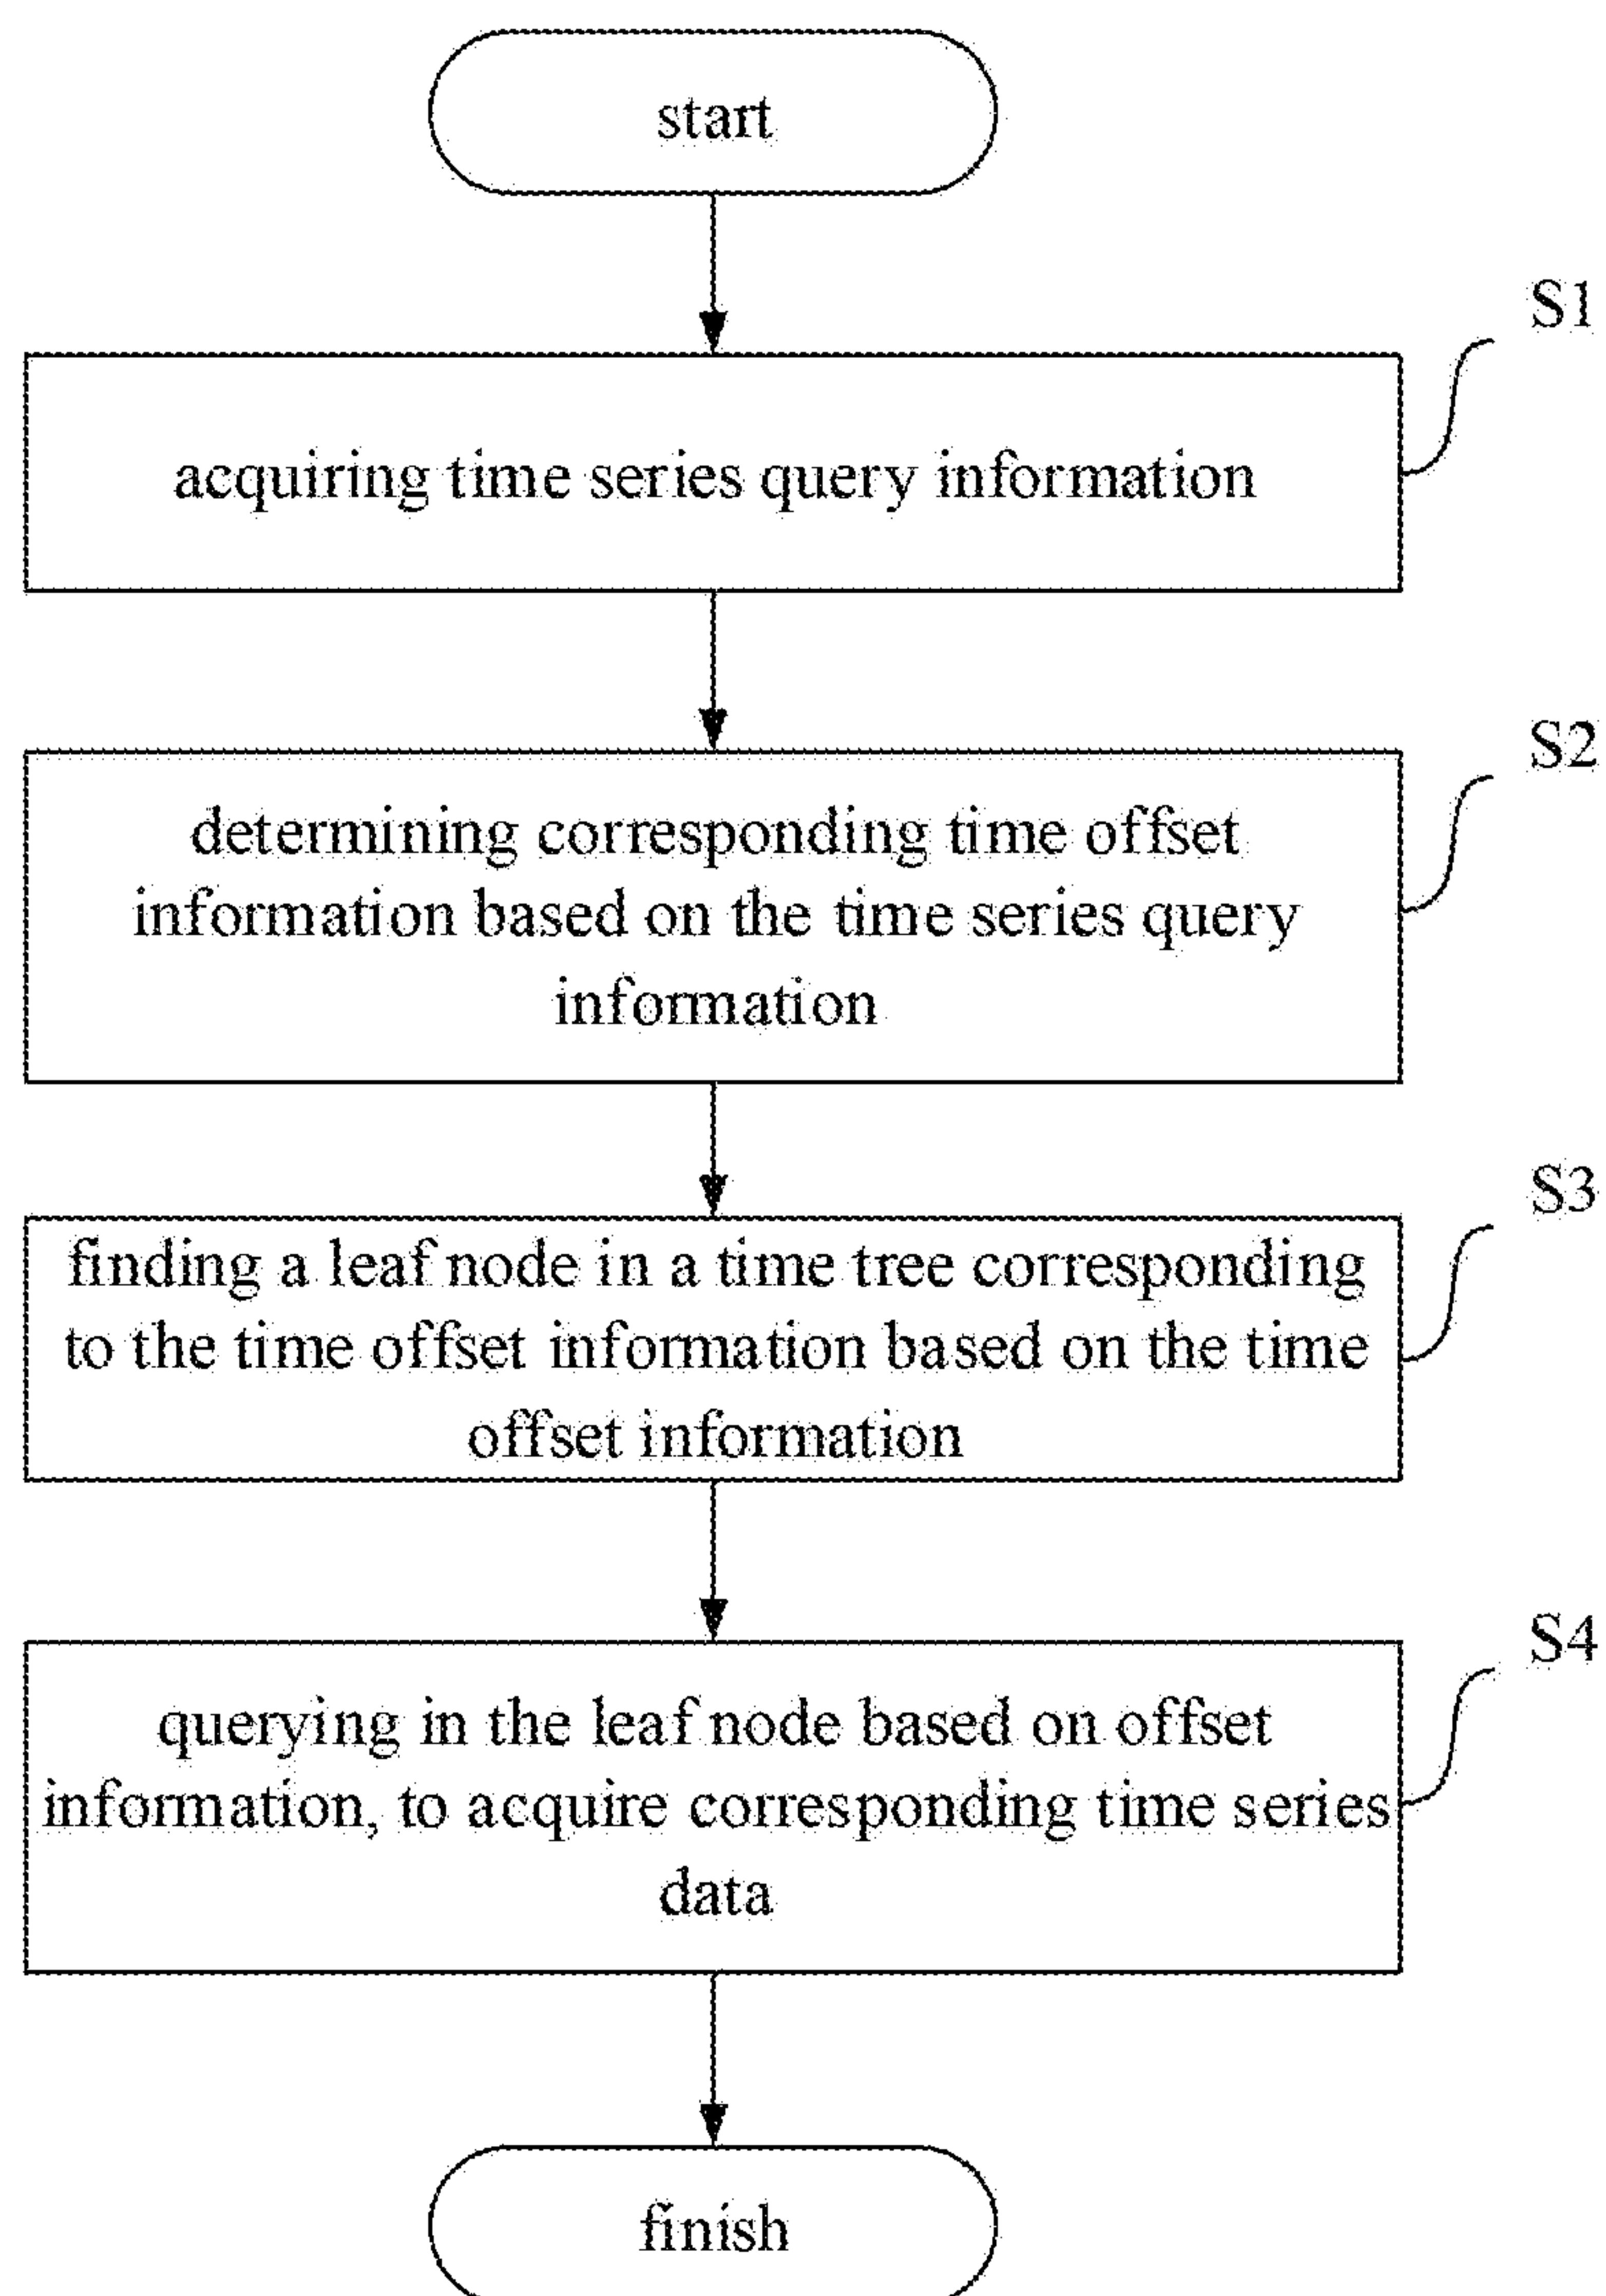 start
S1
acquiring time series query information
S2
determining corresponding time offset
information based on the time series query
information
S3
finding a leaf node in a time tree corresponding
to the time offset information based on the time
offset information
S4
querying in the leaf node based on offset
information, to acquire corresponding time series
data
finish